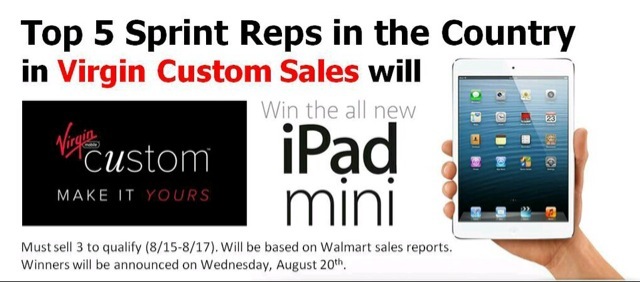 Top 5 Sprint Reps in the Country
in Virgin Custom Sales will
Virgin
mobile
custom™
MAKE IT YOURS
Win the all new
iPad
mini
23
Must sell 3 to qualify (8/15-8/17). Will be based on Walmart sales reports.
Winners will be announced on Wednesday, August 20th.